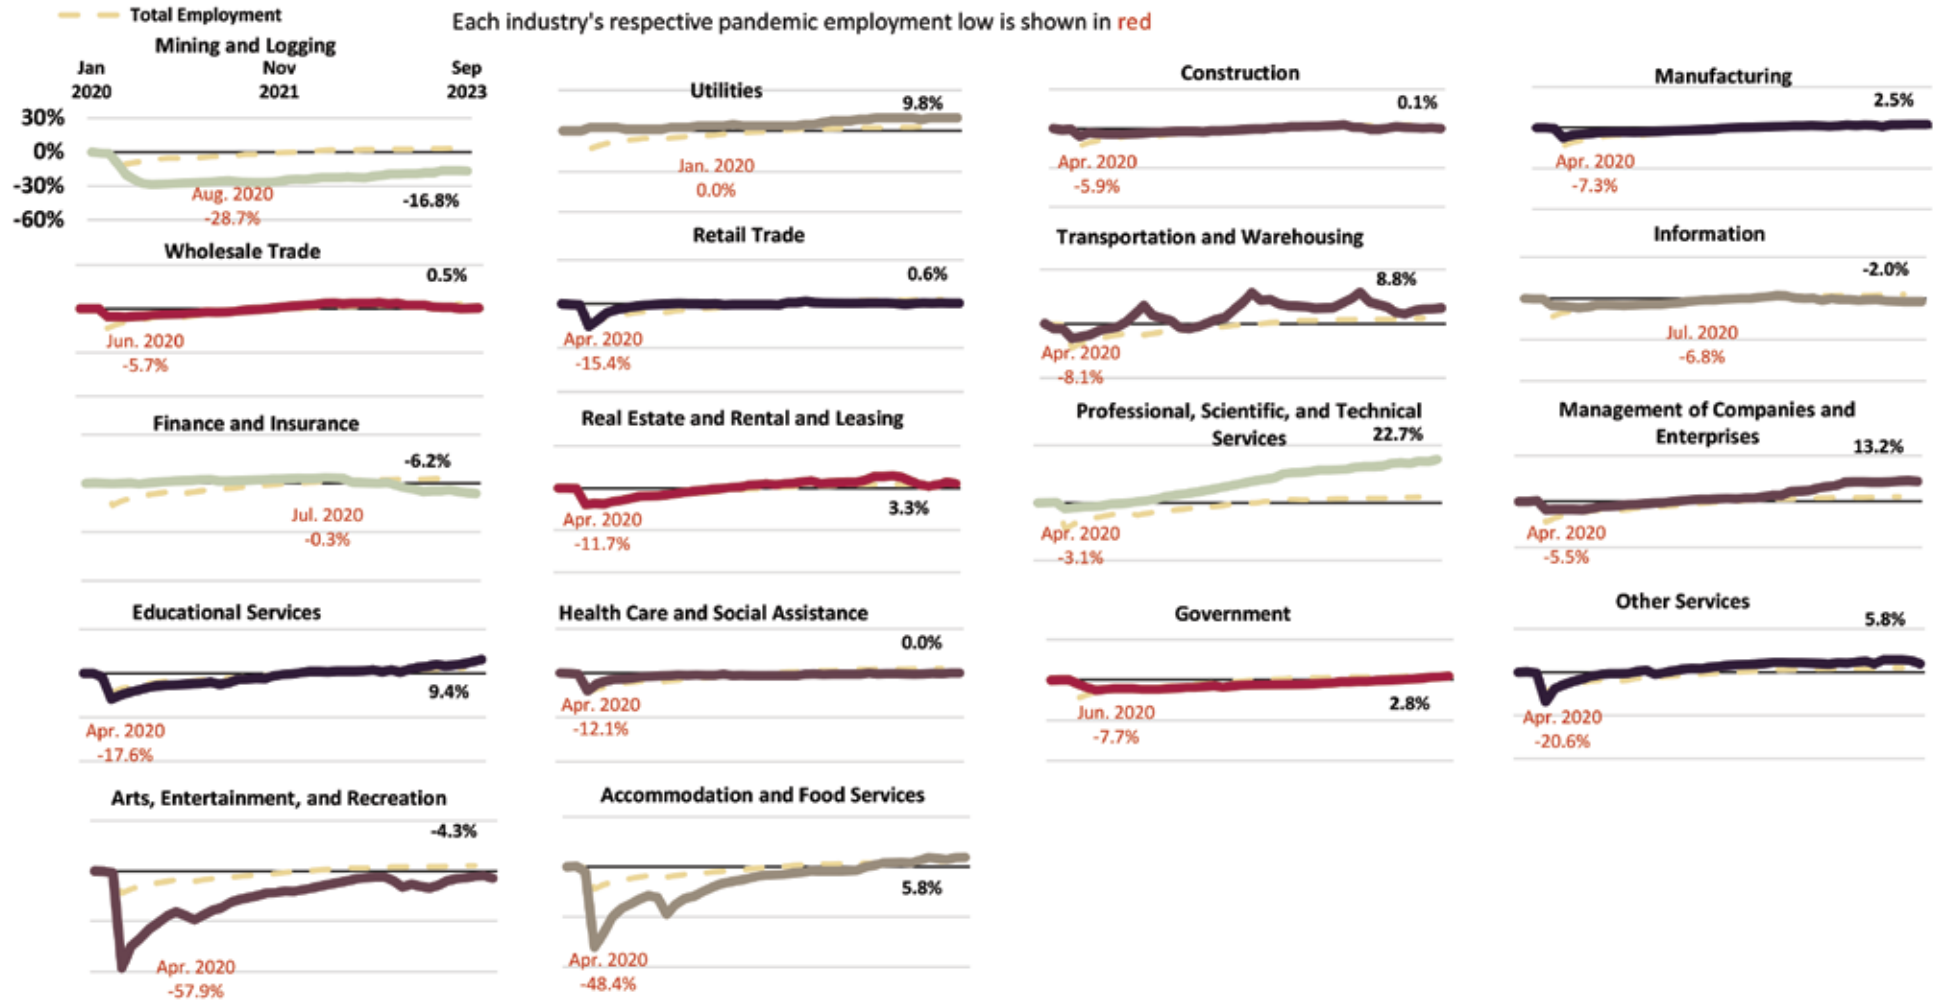 Total Employment
Each industry's respective pandemic employment low is shown in red
Mining and Logging
Jan
2020
Nov
2021
Sep
2023
30%
0%
-30%
-60%
Aug. 2020
-28.7%
-16.8%
Utilities
9.8%
Jan. 2020
0.0%
Construction
0.1%
Apr. 2020
-5.9%
Manufacturing
2.5%
Apr. 2020
-7.3%
Wholesale Trade
0.5%
Jun. 2020
-5.7%
Retail Trade
0.6%
Apr. 2020
-15.4%
Transportation and Warehousing
8.8%
Apr. 2020
-8.1%
Information
-2.0%
Jul. 2020
-6.8%
Finance and Insurance
-6.2%
Jul. 2020
-0.3%
Real Estate and Rental and Leasing
Apr. 2020
-11.7%
3.3%
Professional, Scientific, and Technical
Services
22.7%
Apr. 2020
-3.1%
Management of Companies and
Enterprises
13.2%
Apr. 2020
-5.5%
Educational Services
9.4%
Apr. 2020
-17.6%
Health Care and Social Assistance
0.0%
Apr. 2020
-12.1%
Government
Jun. 2020
-7.7%
2.8%
Other Services
5.8%
Apr. 2020
-20.6%
Arts, Entertainment, and Recreation
-4.3%
Apr. 2020
-57.9%
Accommodation and Food Services
5.8%
Apr. 2020
-48.4%